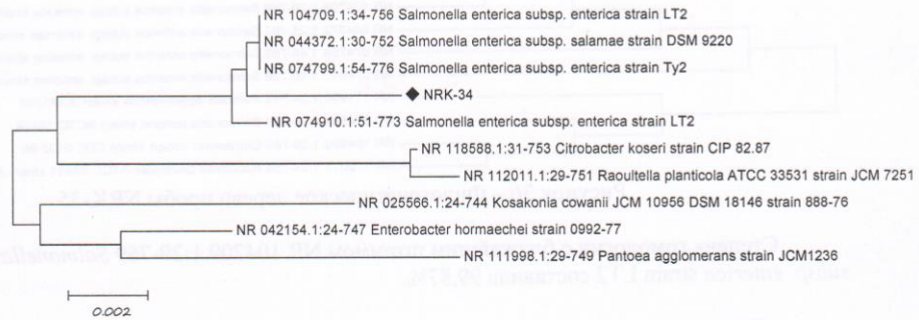 NR 104709.1:34-756 Salmonella enterica subsp. enterica strain LT2
NR 044371.1:30-752 Salmonella enterica subsp. salamae strain DSM 9220
NR 074799.1:54-776 Salmonella enterica subsp. enterica strain Ty2
NRK-34
NR 074910.1:51-773 Salmonella enterica subsp. enterica strain LT2
NR 118588.1:31-753 Citrobacter koseri strain CIP 82.87
NR 112011.1:29-751 Raoultella planticola ATCC 33531 strain JCM 7251
NR 025566.1:24-744 Kosakonia cowanii JCM 10956 DSM 18146 strain 888-76
NR 042154.1:24-747 Enterobacter hormaechei strain 0992-77
NR 111998.1:29-749 Pantoea agglomerans strain JCM1236
0.002